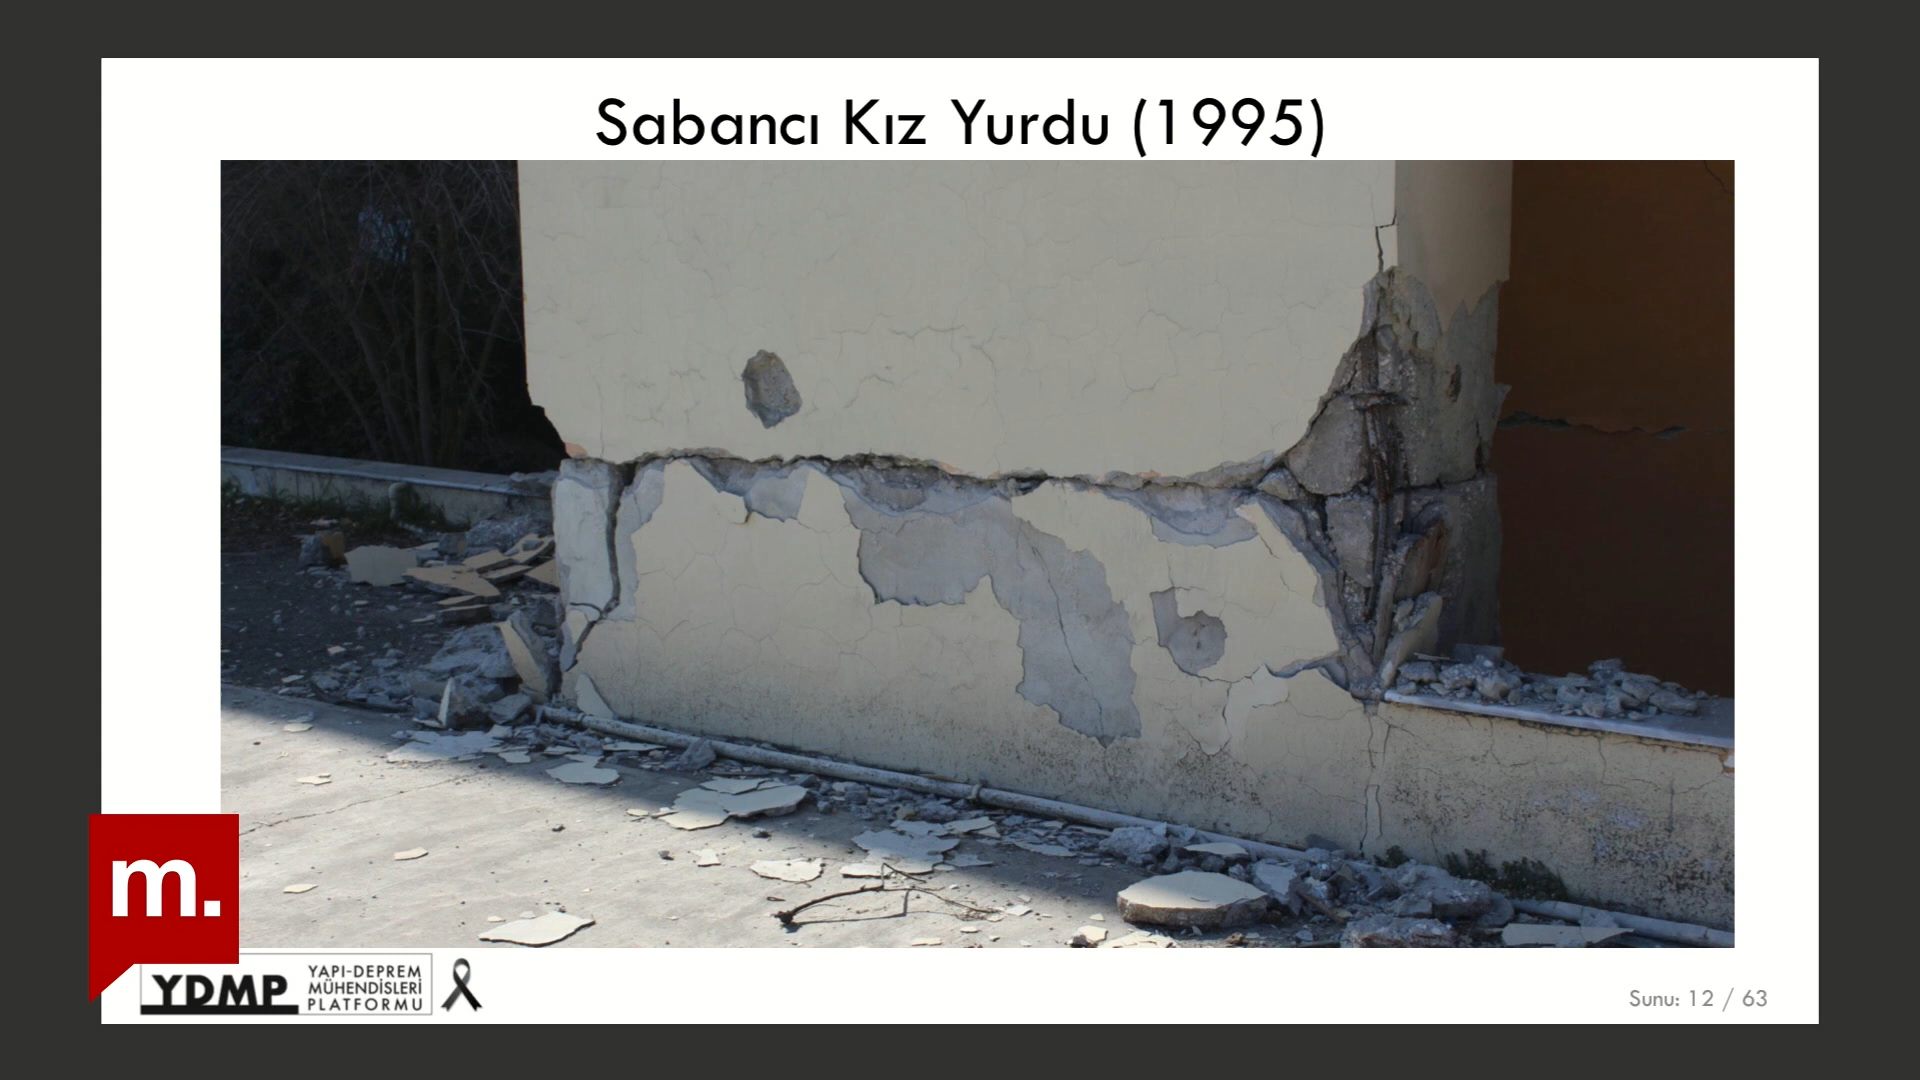 Sabancı Kız Yurdu (1995)
m.
YDMP
YAPI-DEPREM
MÜHENDİSLERİ
PLATFORMU
Sunu: 12 / 63